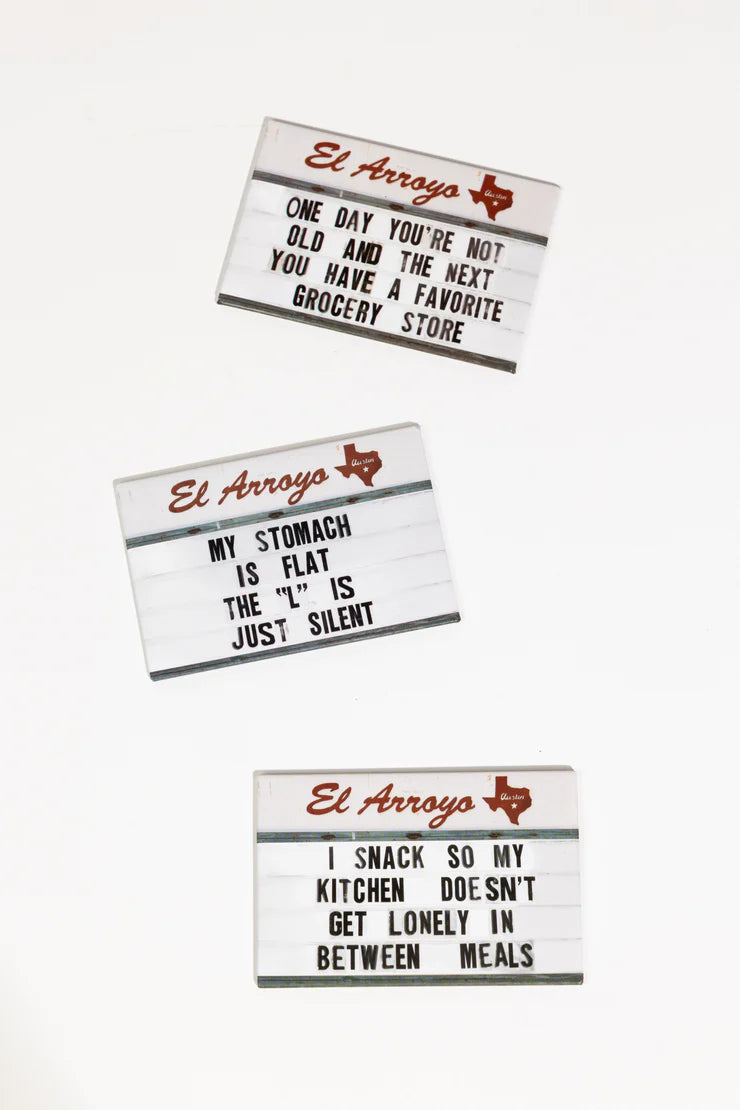 El Arroyo
Austin
ONE DAY YOU'RE NOT
OLD AND THE NEXT
YOU HAVE A FAVORITE
GROCERY STORE
El Arroyo
Austin
MY STOMACH
IS FLAT
THE "L" IS
JUST SILENT
El Arroyo
Austin
I SNACK SO MY
KITCHEN DOESN'T
GET LONELY IN
BETWEEN MEALS